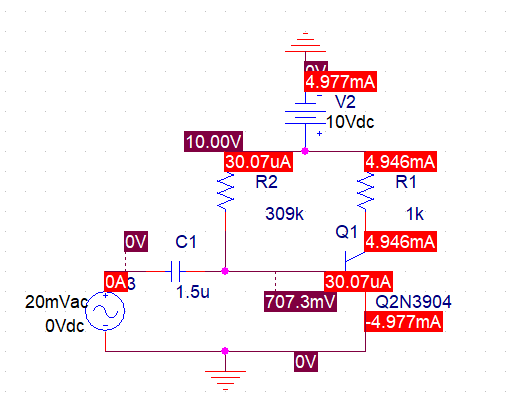 0V
4.977mA
V2
10Vdc
10.00V
30.07uA
4.946mA
R2
R1
309k
1k
Q1
4.946mA
0V
C1
0A
3
1.5u
30.07uA
20mVac
707.3mV
Q2N3904
0Vdc
-4.977mA
0V